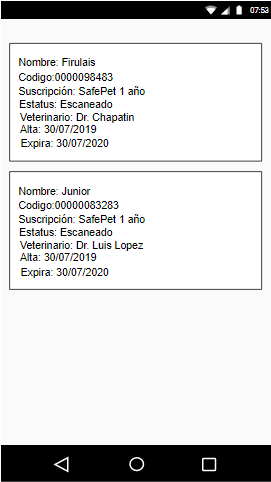 07:53
Nombre: Firulais
Codigo:0000098483
Suscripción: SafePet 1 año
Estatus: Escaneado
Veterinario: Dr. Chapatin
Alta: 30/07/2019
Expira: 30/07/2020
Nombre: Junior
Codigo:00000083283
Suscripción: SafePet 1 año
Estatus: Escaneado
Veterinario: Dr. Luis Lopez
Alta: 30/07/2019
Expira: 30/07/2020